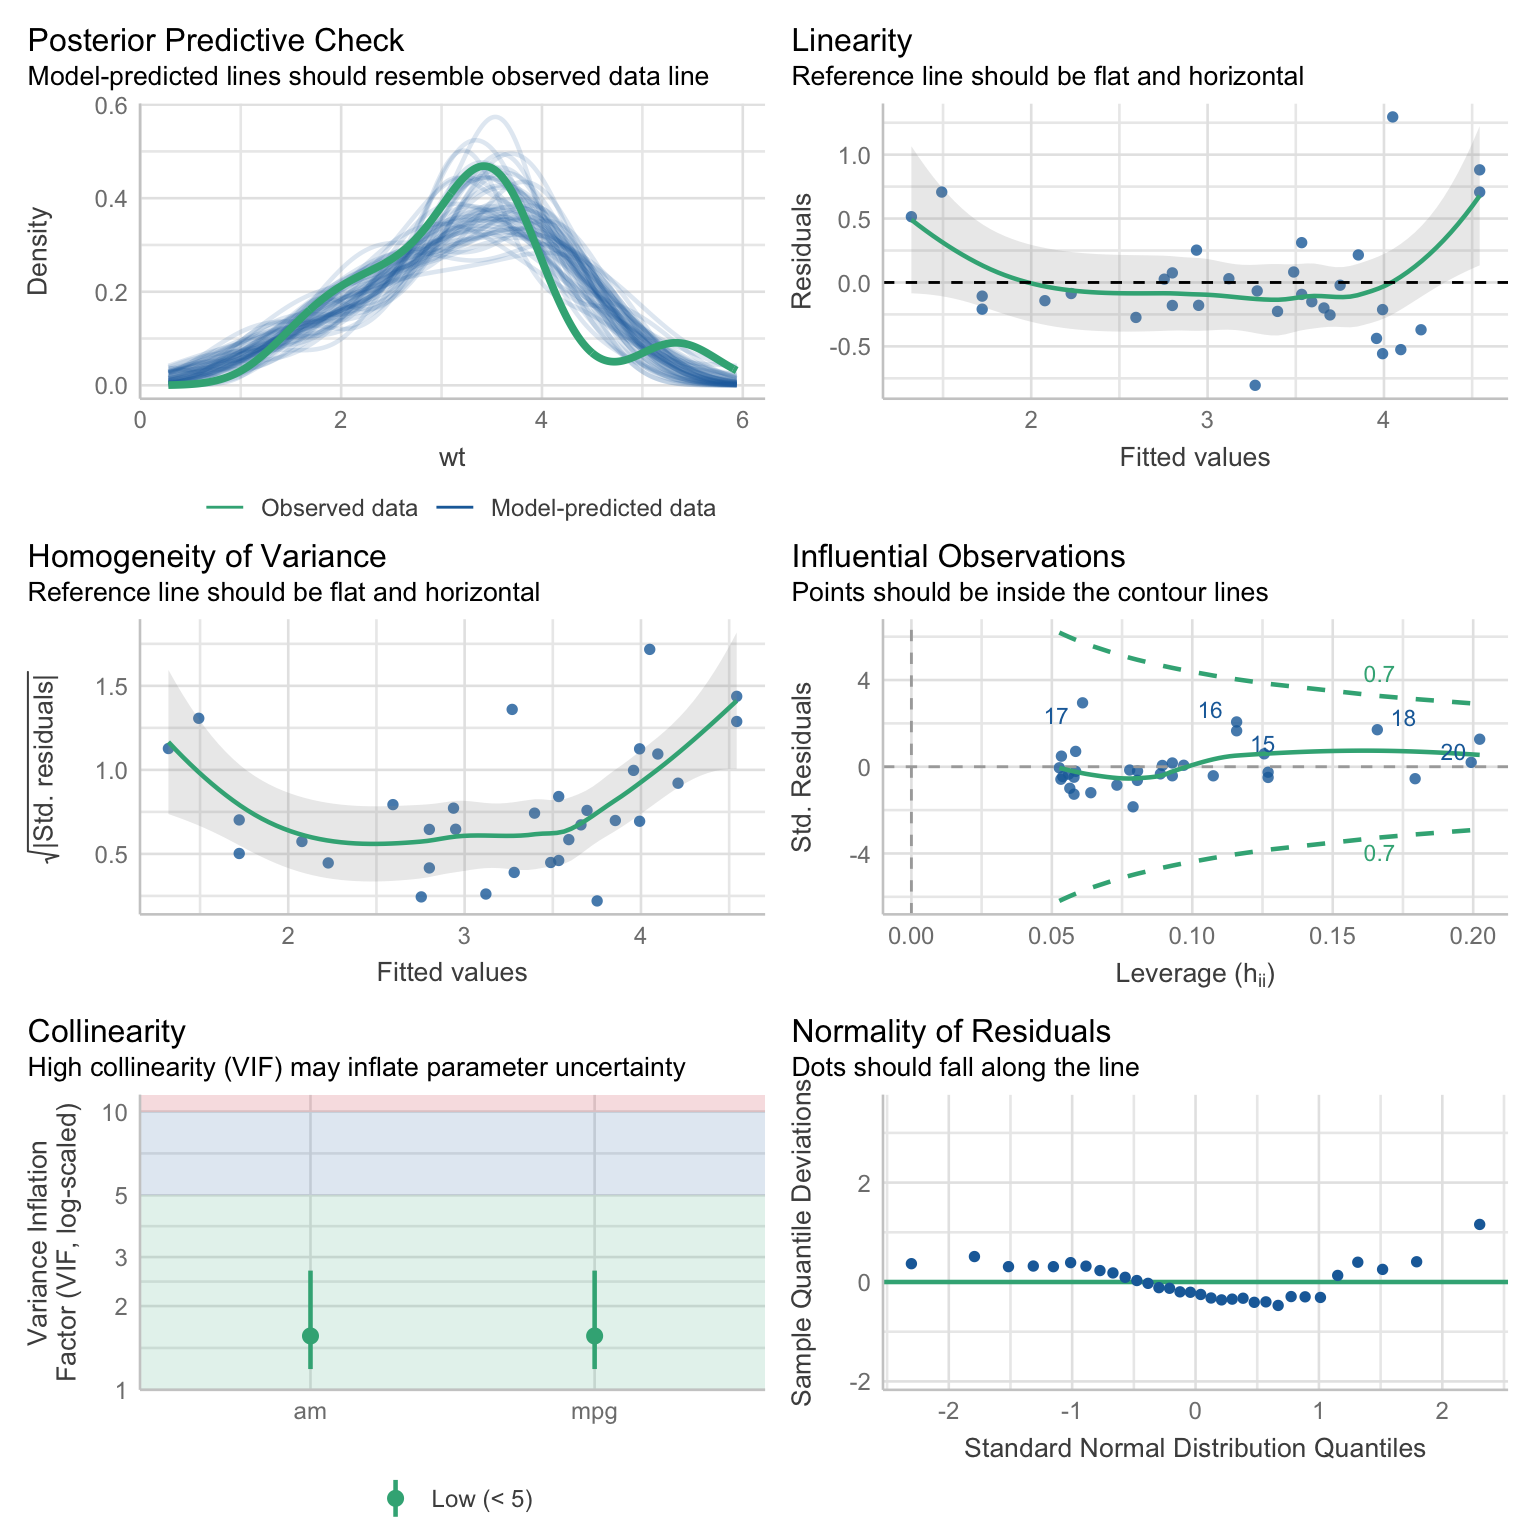 Posterior Predictive Check
Model-predicted lines should resemble observed data line
Density
0.6
0.4
0.2
0.0
0
2
4
6
wt
Observed data
Model-predicted data
Linearity
Reference line should be flat and horizontal
Residuals
1.0
0.5
0.0
-0.5
2
3
4
Fitted values
Homogeneity of Variance
Reference line should be flat and horizontal
√|Std. residuals|
1.5
1.0
0.5
2
3
4
Fitted values
Influential Observations
Points should be inside the contour lines
Std. Residuals
4
0
-4
0.7
17
16
18
15
20
0.7
0.00
0.05
0.10
0.15
0.20
Leverage (hii)
Collinearity
High collinearity (VIF) may inflate parameter uncertainty
Variance Inflation
Factor (VIF, log-scaled)
10
5
3
2
1
am
mpg
Low (< 5)
Normality of Residuals
Dots should fall along the line
Sample Quantile Deviations
2
0
-2
-2
-1
0
1
2
Standard Normal Distribution Quantiles